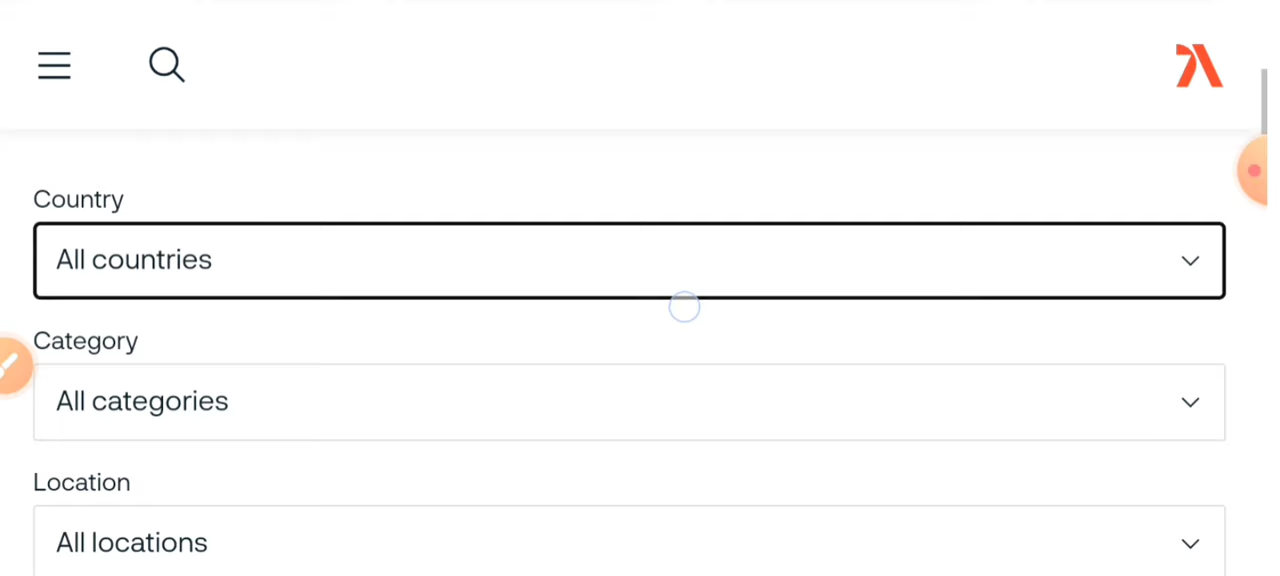 Country
All countries
Category
All categories
Location
All locations